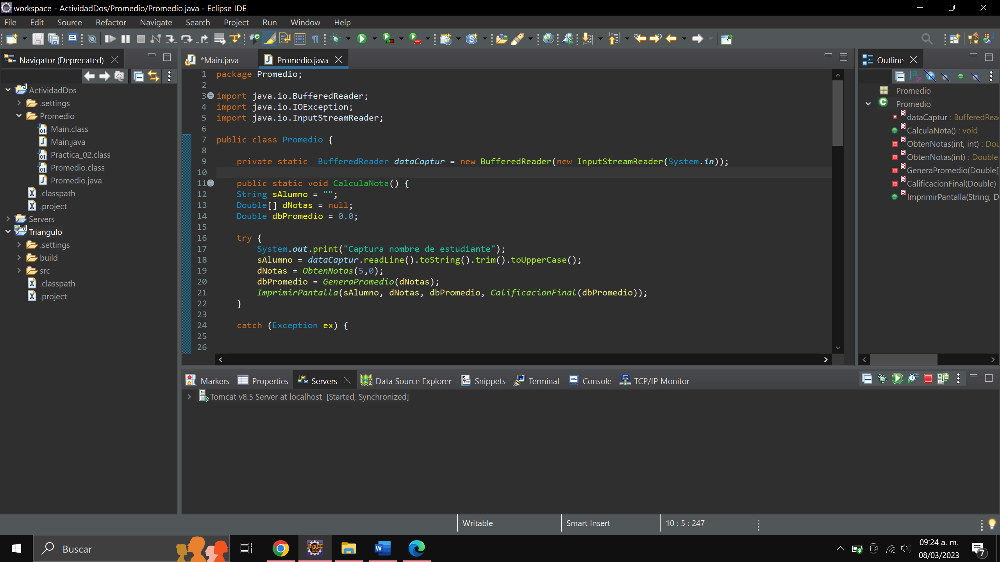 workspace - ActividadDos/Promedio/Promedio.java - Eclipse IDE
File Edit Source Refactor Navigate Search Project Run Window Help
Navigator (Deprecated)
ActividadDos
.settings
Promedio
Main.class
Main.java
Practica_02.class
Promedio.class
Promedio.java
.classpath
.project
Servers
Triangulo
.settings
build
src
.classpath
.project
*Main.java Promedio.java
1 package Promedio;
2
3 import java.io.BufferedReader;
4 import java.io.IOException;
5 import java.io.InputStreamReader;
6
7 public class Promedio {
8
9 private static  BufferedReader dataCaptur = new BufferedReader(new InputStreamReader(System.in));
10
11 public static void CalculaNota() {
12 String sAlumno = "";
13 Double[] dNotas = null;
14 Double dbPromedio = 0.0;
15
16 try {
17 System.out.print("Captura nombre de estudiante");
18 sAlumno = dataCaptur.readLine().toString().trim().toUpperCase();
19 dNotas = ObtenNotas(5,0);
20 dbPromedio = GeneraPromedio(dNotas);
21 ImprimirPantalla(sAlumno, dNotas, dbPromedio, CalificacionFinal(dbPromedio));
22 }
23
24 catch (Exception ex) {
25
26
Outline
Promedio
Promedio
dataCaptur : BufferedRea
CalculaNota() : void
ObtenNotas(int, int) : Dou
ObtenNotas(int) : Double
GeneraPromedio(Double[
CalificacionFinal(Double)
ImprimirPantalla(String, D
Markers Properties Servers Data Source Explorer Snippets Terminal Console TCP/IP Monitor
Tomcat v8.5 Server at localhost  [Started, Synchronized]
Writable Smart Insert 10 : 5 : 247
Buscar
09:24 a. m.
08/03/2023
7